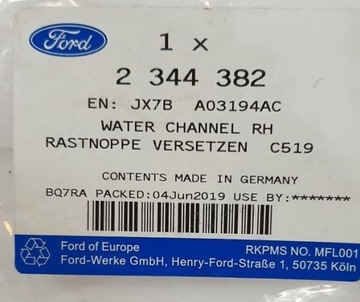 Ford
1 x
2 344 382
EN: JX7B A03194AC
WATER CHANNEL RH
RASTNOPPE VERSETZEN C519
CONTENTS MADE IN GERMANY
BQ7RA PACKED:04Jun2019 USE BY:*******
Ford of Europe RKPMS NO. MFL001
Ford-Werke GmbH, Henry-Ford-Straße 1, 50735 Köln